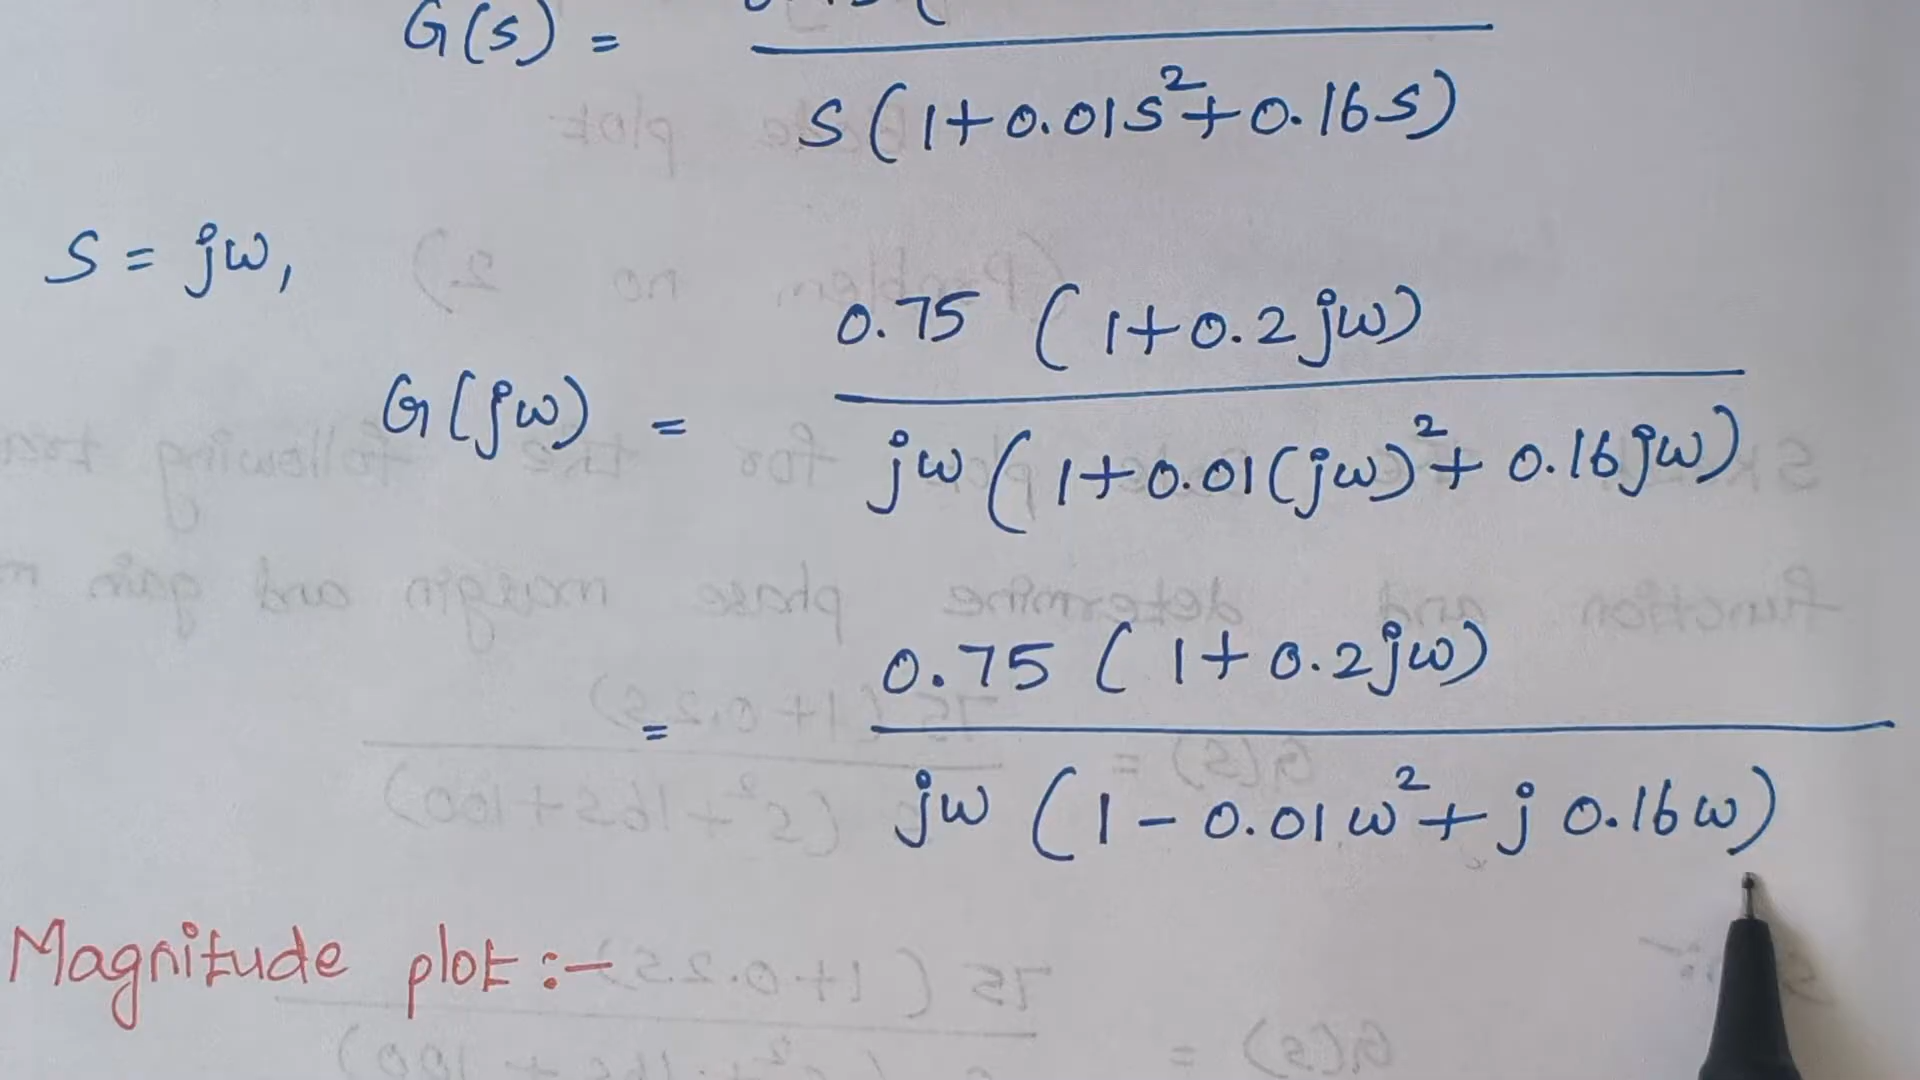 G(s) =
s(1+0.01s²+0.16s)
s = jω,
G(jω) = 0.75 (1+0.2jω)
jω(1+0.01(jω)²+0.16jω)
= 0.75 (1+0.2jω)
jω (1-0.01ω²+j 0.16ω)
Magnitude plot :-